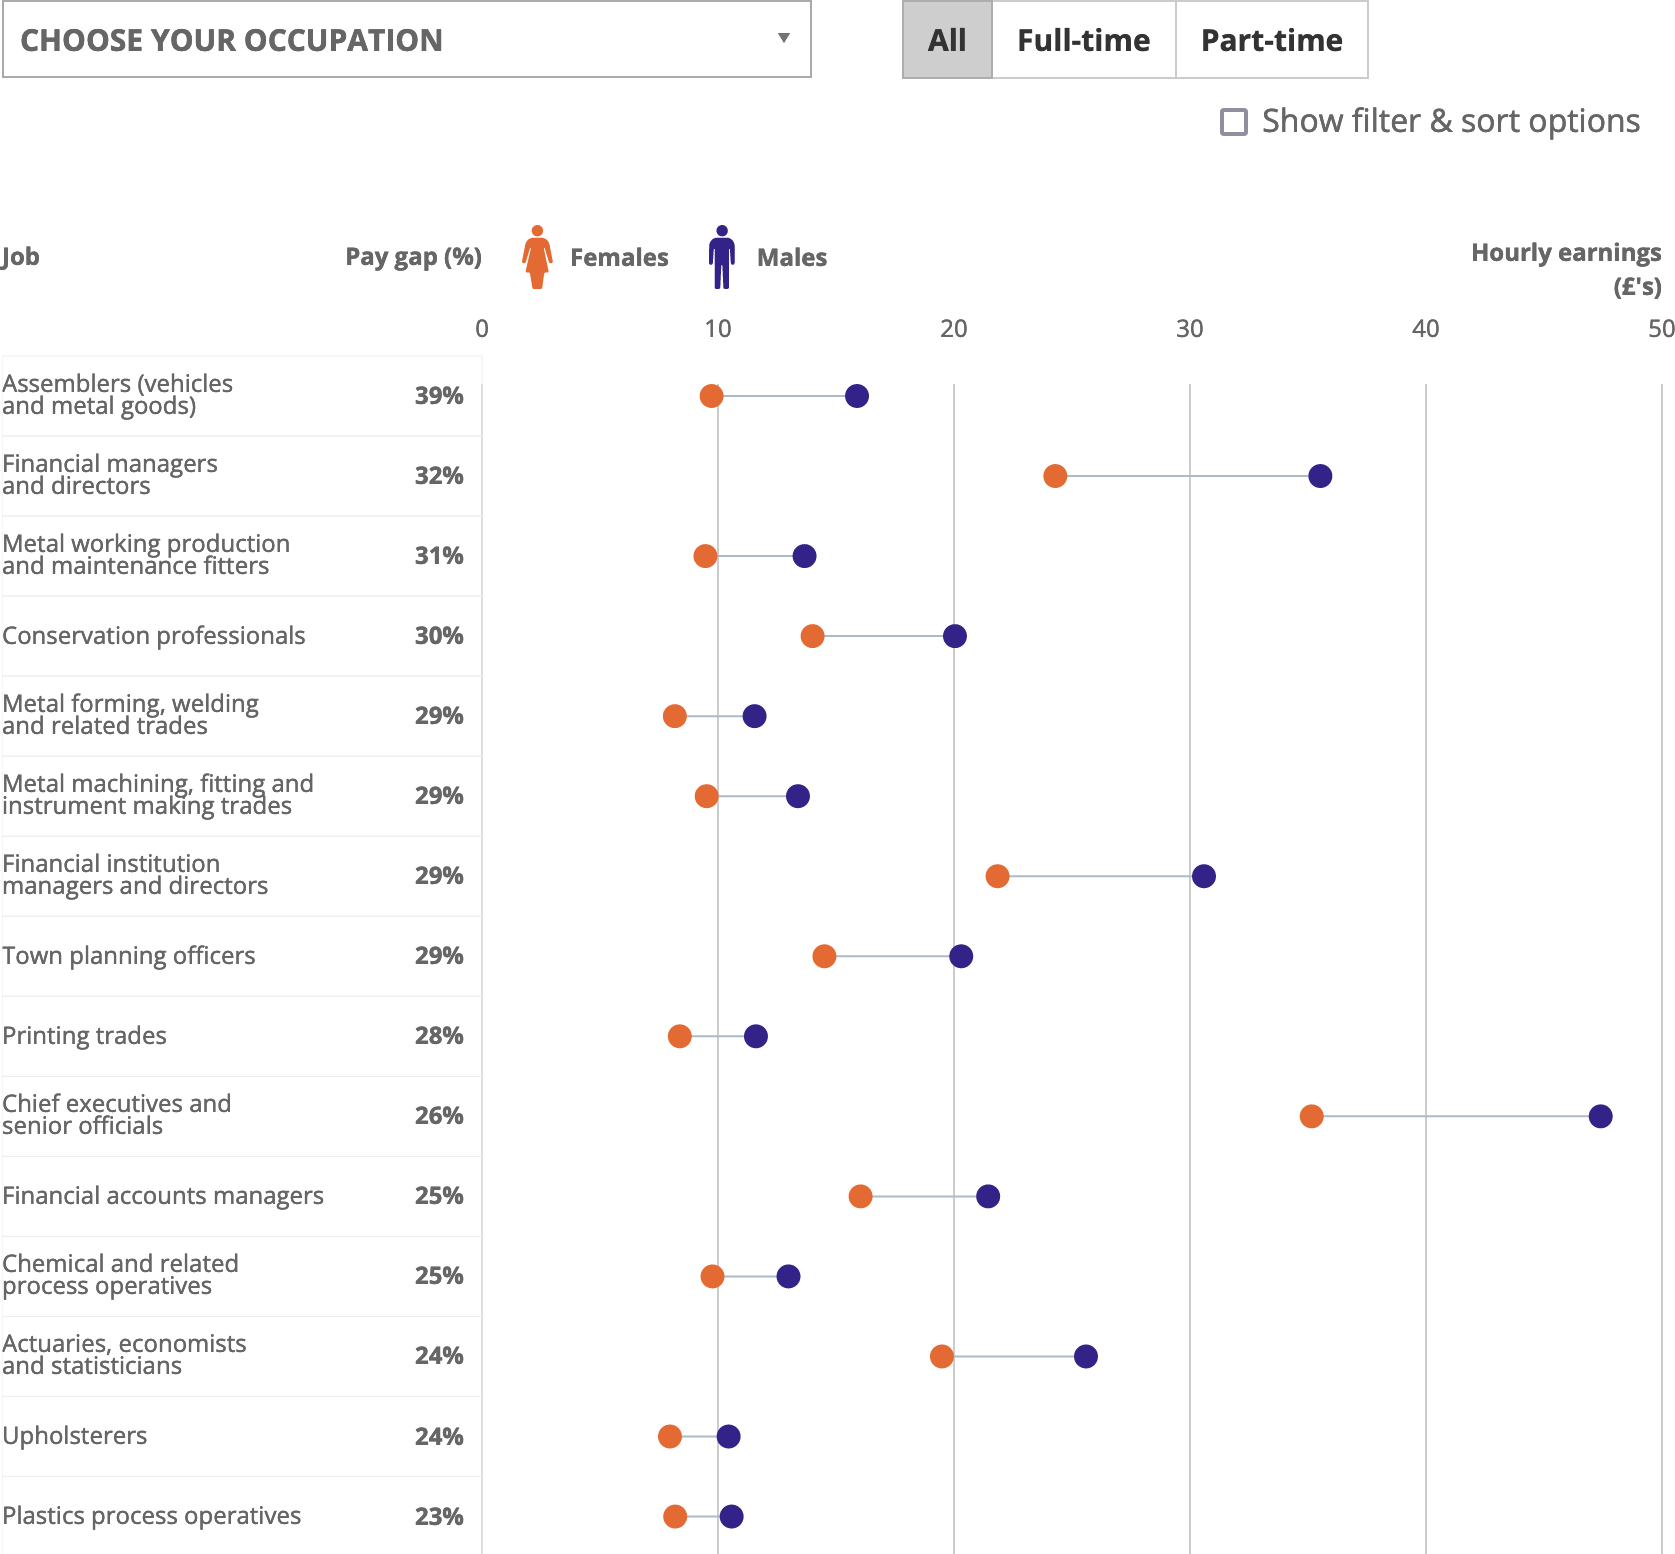 CHOOSE YOUR OCCUPATION
All Full-time Part-time
Show filter & sort options
Job Pay gap (%) Females Males Hourly earnings
(£'s)
0 10 20 30 40 50
Assemblers (vehicles
and metal goods)
39%
Financial managers
and directors
32%
Metal working production
and maintenance fitters
31%
Conservation professionals 30%
Metal forming, welding
and related trades
29%
Metal machining, fitting and
instrument making trades
29%
Financial institution
managers and directors
29%
Town planning officers 29%
Printing trades 28%
Chief executives and
senior officials
26%
Financial accounts managers 25%
Chemical and related
process operatives
25%
Actuaries, economists
and statisticians
24%
Upholsterers 24%
Plastics process operatives 23%